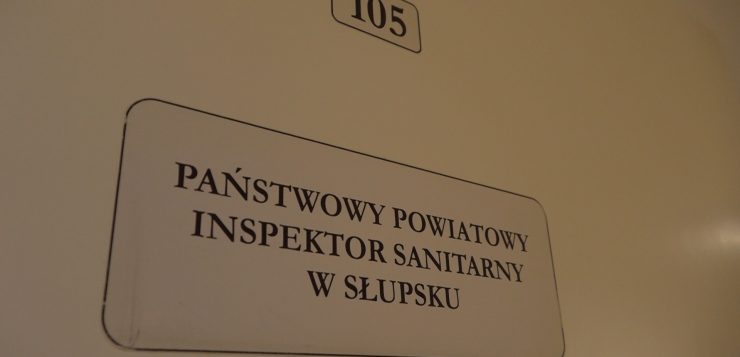 105
PAŃSTWOWY POWIATOWY
INSPEKTOR SANITARNY
W SŁUPSKU